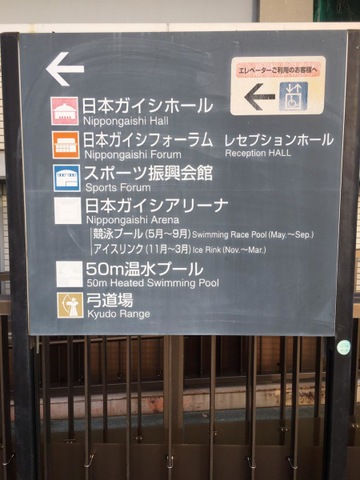 エレベーターご利用のお客様へ
日本ガイシホール
Nippongaishi Hall
日本ガイシフォーラム レセプションホール
Nippongaishi Forum Reception HALL
スポーツ振興会館
Sports Forum
日本ガイシアリーナ
Nippongaishi Arena
競泳プール(5月〜9月) Swimming Race Pool (May.〜Sep.)
アイスリンク(11月〜3月) Ice Rink (Nov.〜Mar.)
50m温水プール
50m Heated Swimming Pool
弓道場
Kyudo Range